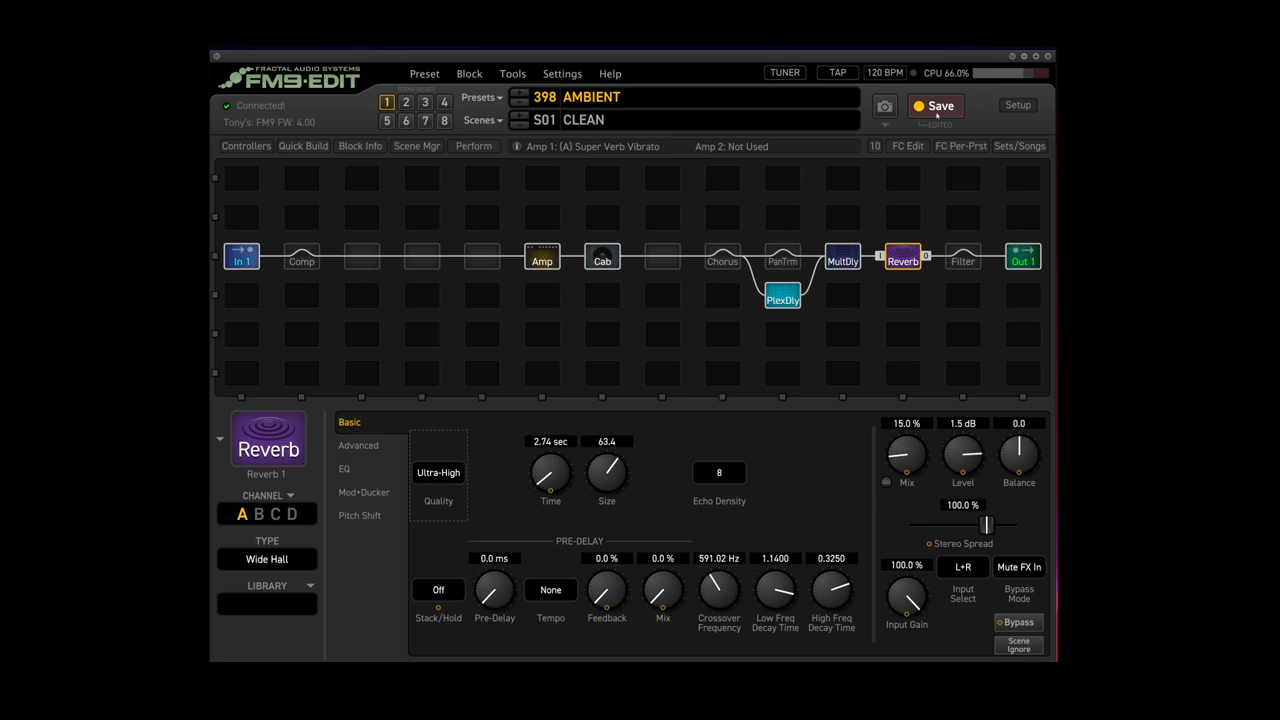 FRACTAL AUDIO SYSTEMS
FM9-EDIT
Preset Block Tools Settings Help
TUNER TAP 120 BPM CPU 66.0%
Connected!
Tony's: FM9 FW: 4.00
SCENE SELECT
1 2 3 4
5 6 7 8
Presets
398 AMBIENT
Scenes
S01 CLEAN
Save
EDITED
Setup
Controllers Quick Build Block Info Scene Mgr Perform
Amp 1: (A) Super Verb Vibrato Amp 2: Not Used
10 FC Edit FC Per-Prst Sets/Songs
In 1 Comp Amp Cab Chorus PanTrm MultDly I Reverb O Filter Out 1
PlexDly
Reverb
Reverb 1
CHANNEL
A B C D
TYPE
Wide Hall
LIBRARY
Basic
Advanced
EQ
Mod+Ducker
Pitch Shift
Ultra-High
Quality
2.74 sec
Time
63.4
Size
8
Echo Density
PRE-DELAY
Off
Stack/Hold
0.0 ms
Pre-Delay
None
Tempo
0.0 %
Feedback
0.0 %
Mix
591.02 Hz
Crossover
Frequency
1.1400
Low Freq
Decay Time
0.3250
High Freq
Decay Time
15.0 %
Mix
1.5 dB
Level
0.0
Balance
100.0 %
Stereo Spread
100.0 %
Input Gain
L+R
Input
Select
Mute FX In
Bypass
Mode
Bypass
Scene
Ignore